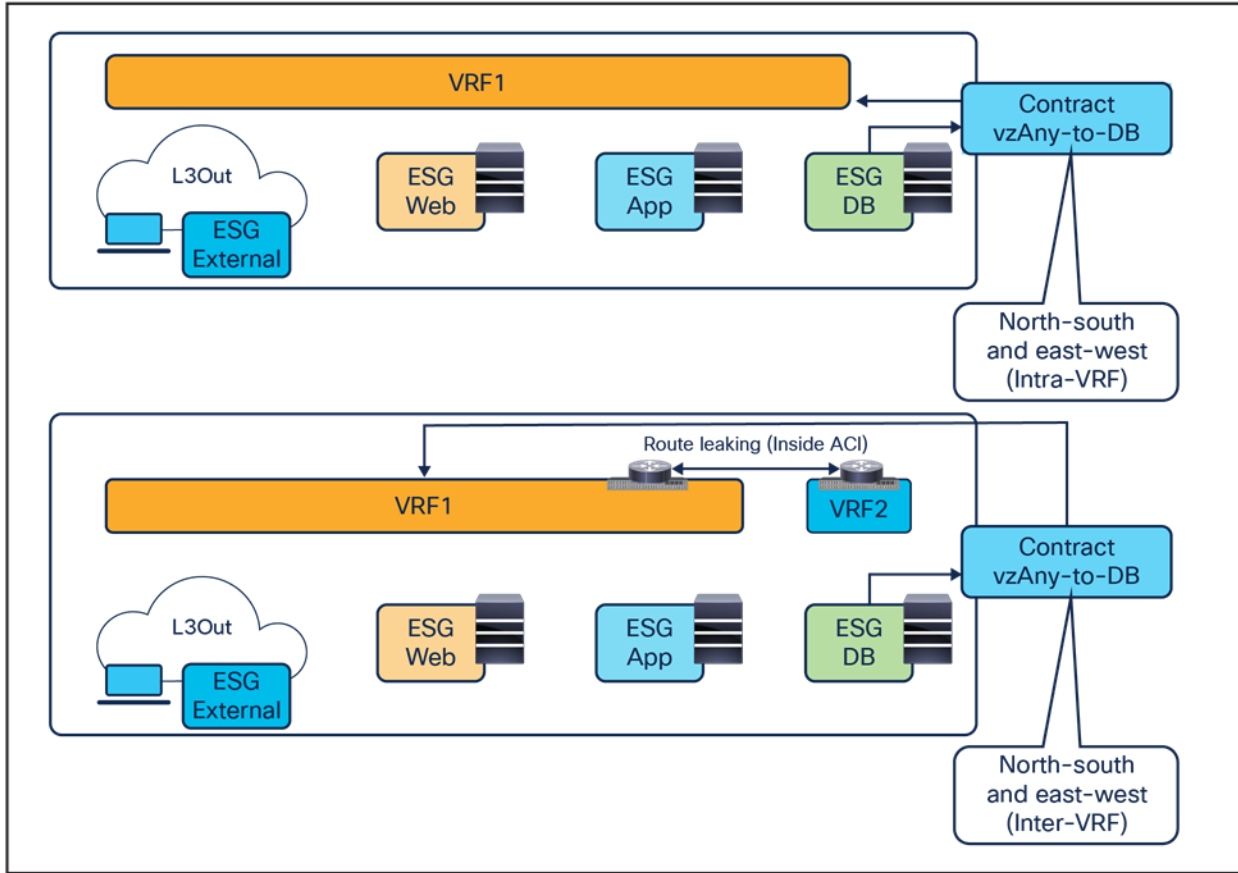 VRF1
Contract
vzAny-to-DB
L3Out
ESG
External
ESG
Web
ESG
App
ESG
DB
North-south
and east-west
(Intra-VRF)
Route leaking (Inside ACI)
VRF1
VRF2
Contract
vzAny-to-DB
L3Out
ESG
External
ESG
Web
ESG
App
ESG
DB
North-south
and east-west
(Inter-VRF)